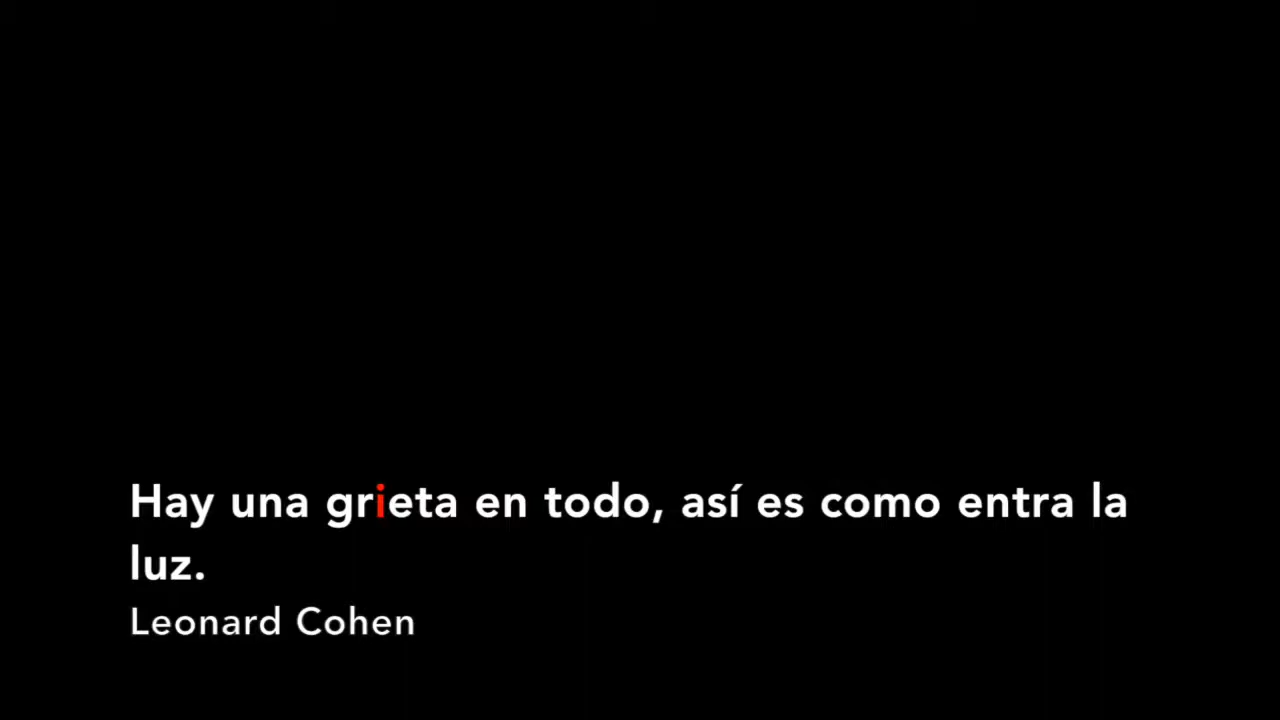 Hay una grieta en todo, así es como entra la
luz.
Leonard Cohen